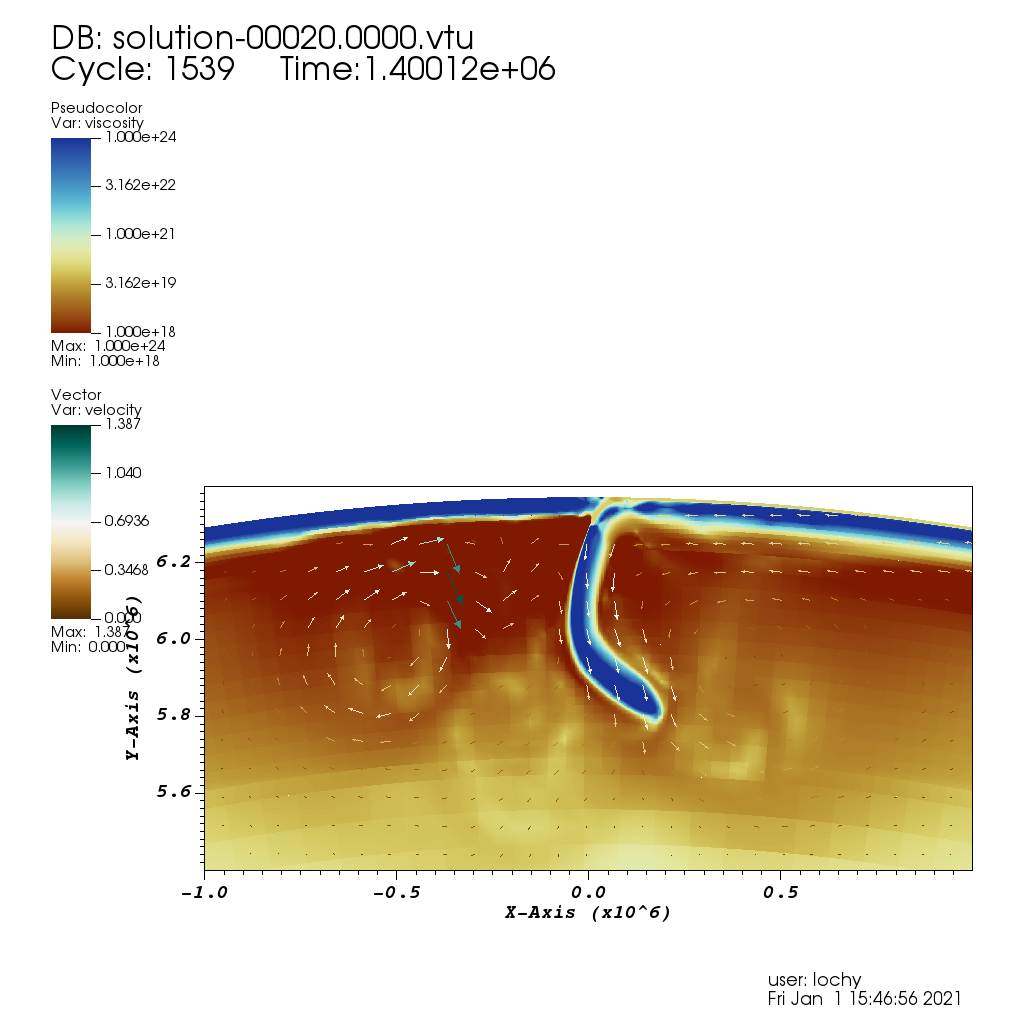 DB: solution-00020.0000.vtu
Cycle: 1539 Time:1.40012e+06
Pseudocolor
Var: viscosity
1.000e+24
3.162e+22
1.000e+21
3.162e+19
1.000e+18
Max: 1.000e+24
Min: 1.000e+18
Vector
Var: velocity
1.387
1.040
0.6936
0.3468
0.000
Max: 1.387
Min: 0.000
Y-Axis (x10^6)
6.2
6.0
5.8
5.6
-1.0 -0.5 0.0 0.5
X-Axis (x10^6)
user: lochy
Fri Jan 1 15:46:56 2021